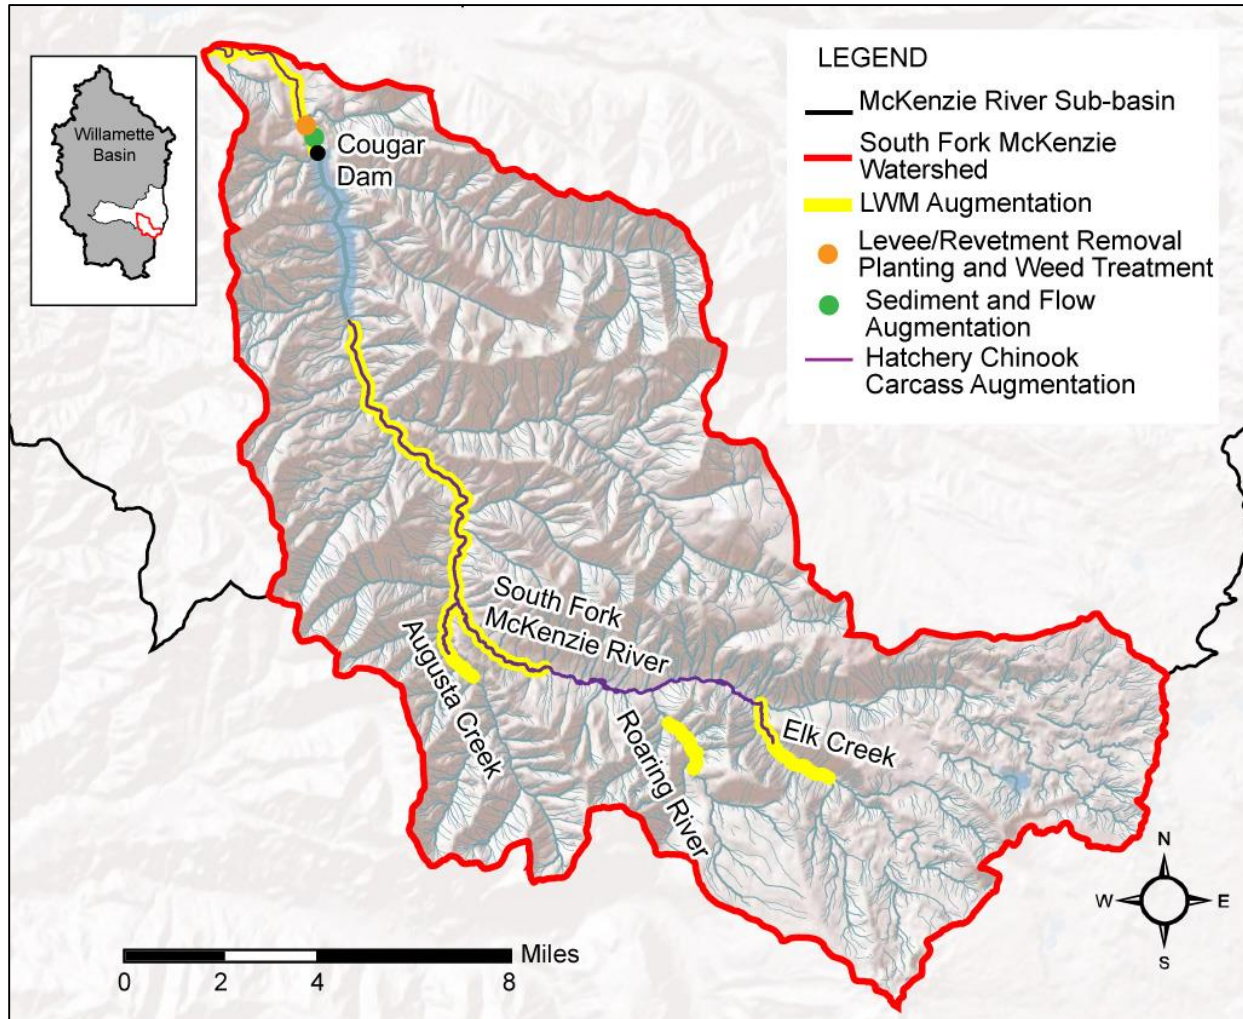 Willamette
Basin
LEGEND
McKenzie River Sub-basin
South Fork McKenzie
Watershed
LWM Augmentation
Levee/Revetment Removal
Planting and Weed Treatment
Sediment and Flow
Augmentation
Hatchery Chinook
Carcass Augmentation
Cougar
Dam
South Fork
McKenzie River
Augusta Creek
Roaring River
Elk Creek
N
W
E
S
Miles
0 2 4 8